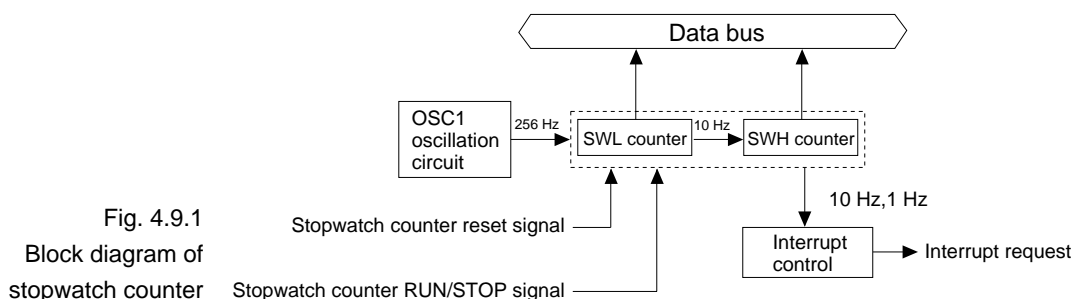 Data bus
OSC1
oscillation
circuit
256 Hz
SWL counter
10 Hz
SWH counter
10 Hz,1 Hz
Stopwatch counter reset signal
Interrupt
control
Interrupt request
Stopwatch counter RUN/STOP signal
Fig. 4.9.1
Block diagram of
stopwatch counter